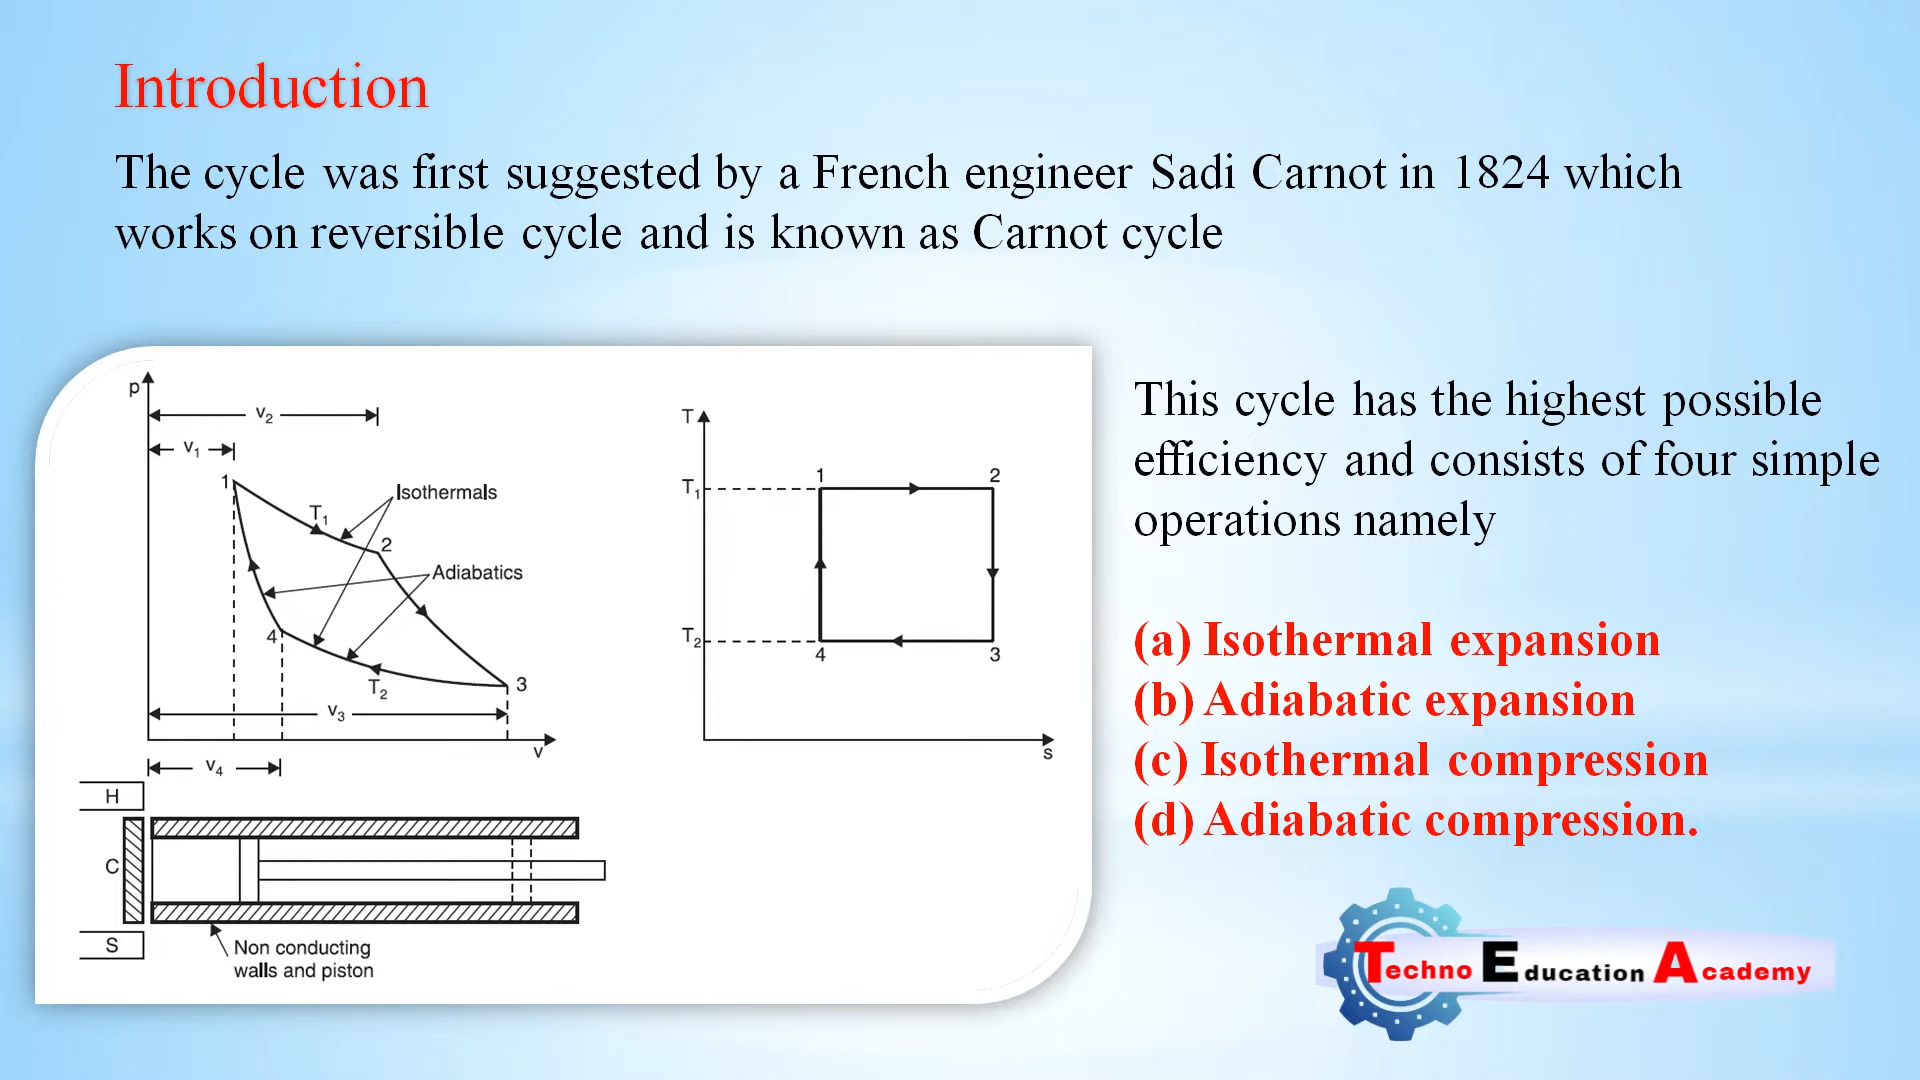 Introduction
The cycle was first suggested by a French engineer Sadi Carnot in 1824 which
works on reversible cycle and is known as Carnot cycle
p
v2
v1
1
Isothermals
T1
2
Adiabatics
4
T2
3
v3
v
v4
H
C
S
Non conducting
walls and piston
T
T1
1
2
T2
4
3
s
This cycle has the highest possible
efficiency and consists of four simple
operations namely
(a) Isothermal expansion
(b) Adiabatic expansion
(c) Isothermal compression
(d) Adiabatic compression.
Techno Education Academy